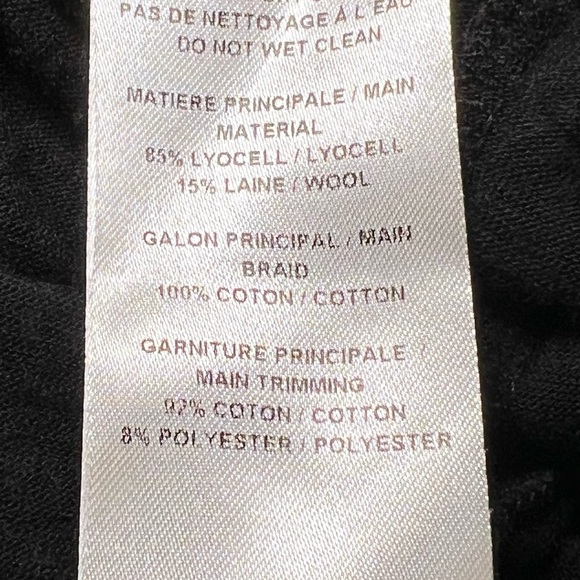 PAS DE NETTOYAGE À L'EAU
DO NOT WET CLEAN
MATIERE PRINCIPALE / MAIN
MATERIAL
85% LYOCELL / LYOCELL
15% LAINE / WOOL
GALON PRINCIPAL / MAIN
BRAID
100% COTON / COTTON
GARNITURE PRINCIPALE /
MAIN TRIMMING
92% COTON / COTTON
8% POLYESTER / POLYESTER